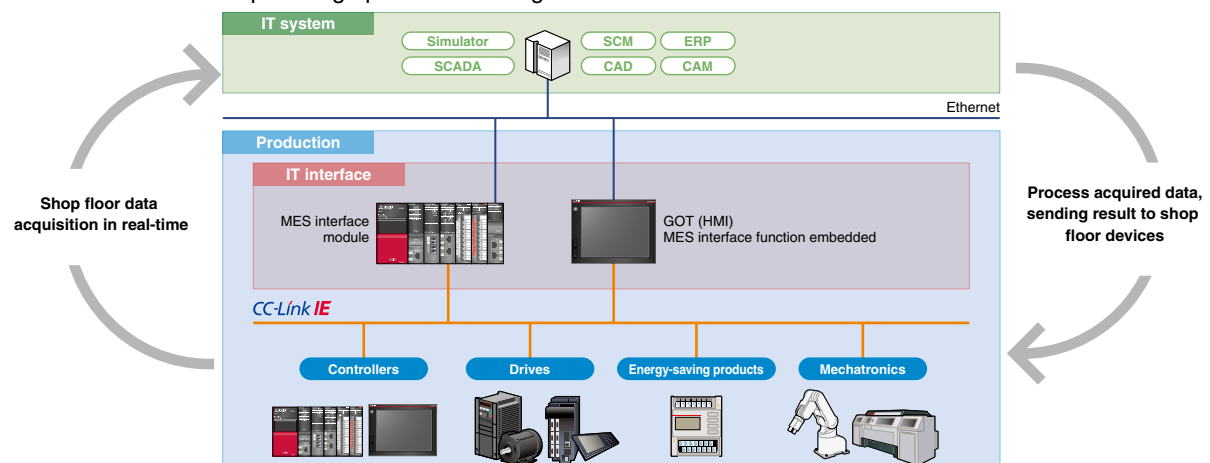 IT system
Simulator
SCM
ERP
SCADA
CAD
CAM
Ethernet
Production
IT interface
Shop floor data
acquisition in real-time
MES interface
module
GOT (HMI)
MES interface function embedded
Process acquired data,
sending result to shop
floor devices
CC-Link IE
Controllers
Drives
Energy-saving products
Mechatronics